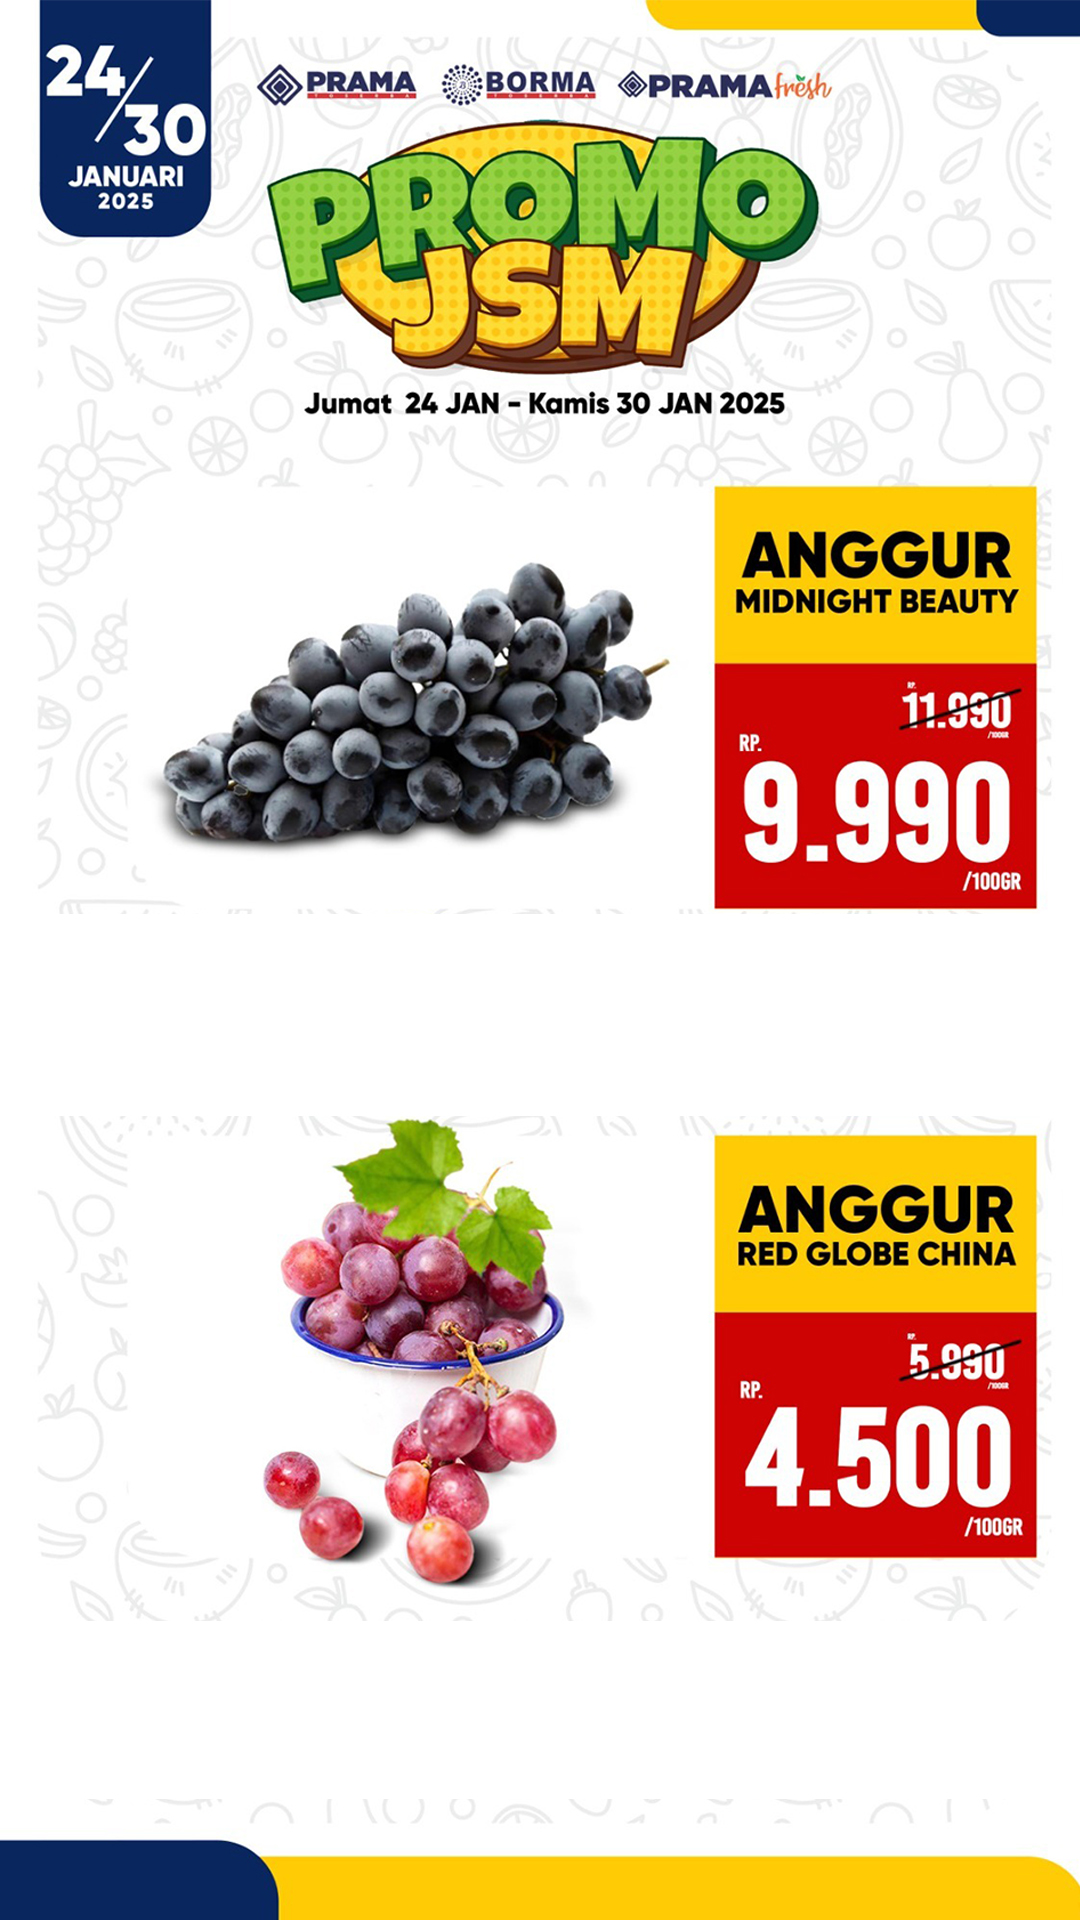 24/30
JANUARI
2025
PRAMA
TOSERBA
BORMA
TOSERBA
PRAMA fresh
PROMO
JSM
Jumat 24 JAN - Kamis 30 JAN 2025
ANGGUR
MIDNIGHT BEAUTY
RP.
11.990
/100GR
RP.
9.990
/100GR
ANGGUR
RED GLOBE CHINA
RP.
5.990
/100GR
RP.
4.500
/100GR